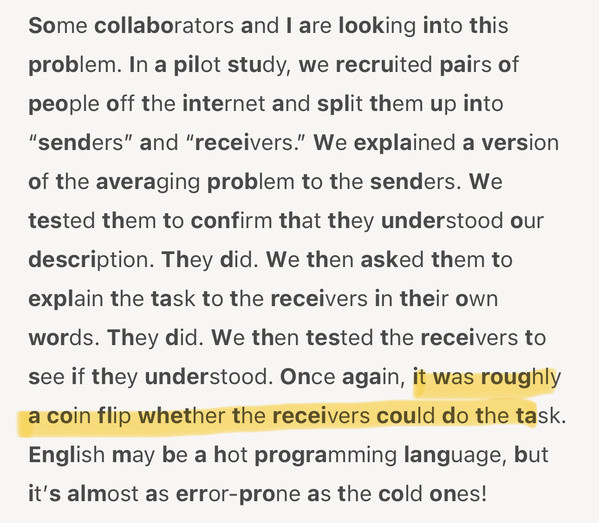 Some collaborators and I are looking into this
problem. In a pilot study, we recruited pairs of
people off the internet and split them up into
“senders” and “receivers.” We explained a version
of the averaging problem to the senders. We
tested them to confirm that they understood our
description. They did. We then asked them to
explain the task to the receivers in their own
words. They did. We then tested the receivers to
see if they understood. Once again, it was roughly
a coin flip whether the receivers could do the task.
English may be a hot programming language, but
it’s almost as error-prone as the cold ones!